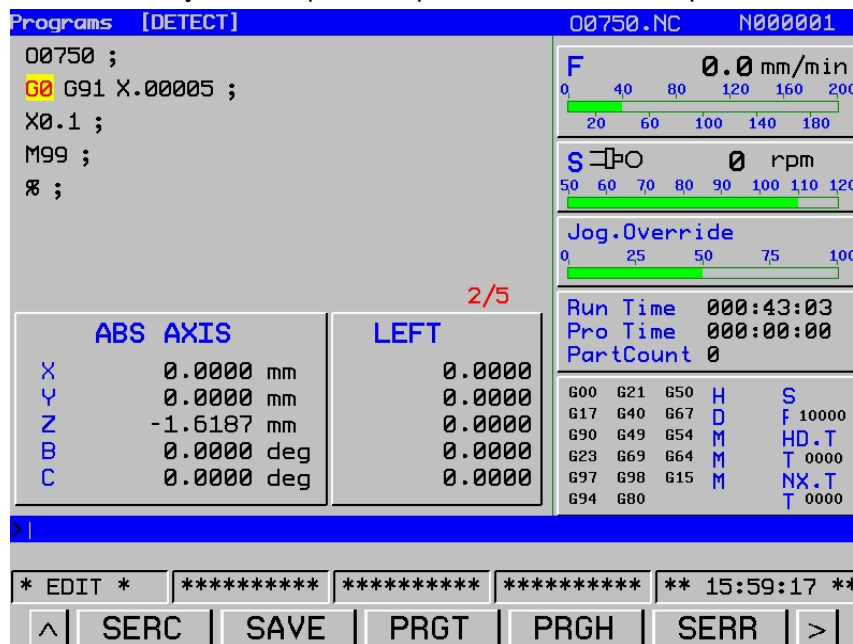 Programs [DETECT] O0750.NC N000001
O0750 ;
G0 G91 X.00005 ;
X0.1 ;
M99 ;
% ;
2/5
F 0.0 mm/min
0 40 80 120 160 200
20 60 100 140 180
S 0 rpm
50 60 70 80 90 100 110 120
Jog.Override
0 25 50 75 100
Run Time 000:43:03
Pro Time 000:00:00
PartCount 0
ABS AXIS LEFT
X 0.0000 mm 0.0000
Y 0.0000 mm 0.0000
Z -1.6187 mm 0.0000
B 0.0000 deg 0.0000
C 0.0000 deg 0.0000
G00 G21 G50 H S
G17 G40 G67 D F 10000
G90 G49 G54 M HD.T
G23 G69 G64 M T 0000
G97 G98 G15 M NX.T
G94 G80 T 0000
>|
* EDIT * ********** ********** ********** ** 15:59:17 **
^ SERC SAVE PRGT PRGH SERR >